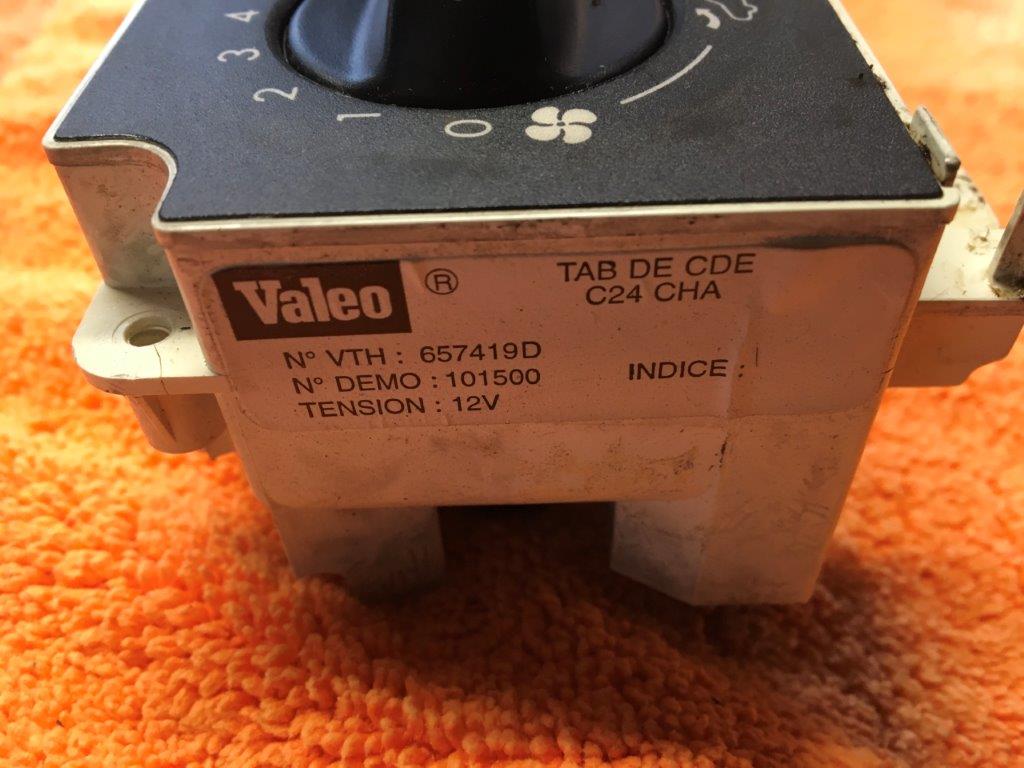 4
3
2
1
0
Valeo ®
TAB DE CDE
C24 CHA
N° VTH : 657419D
N° DEMO : 101500
TENSION : 12V
INDICE :